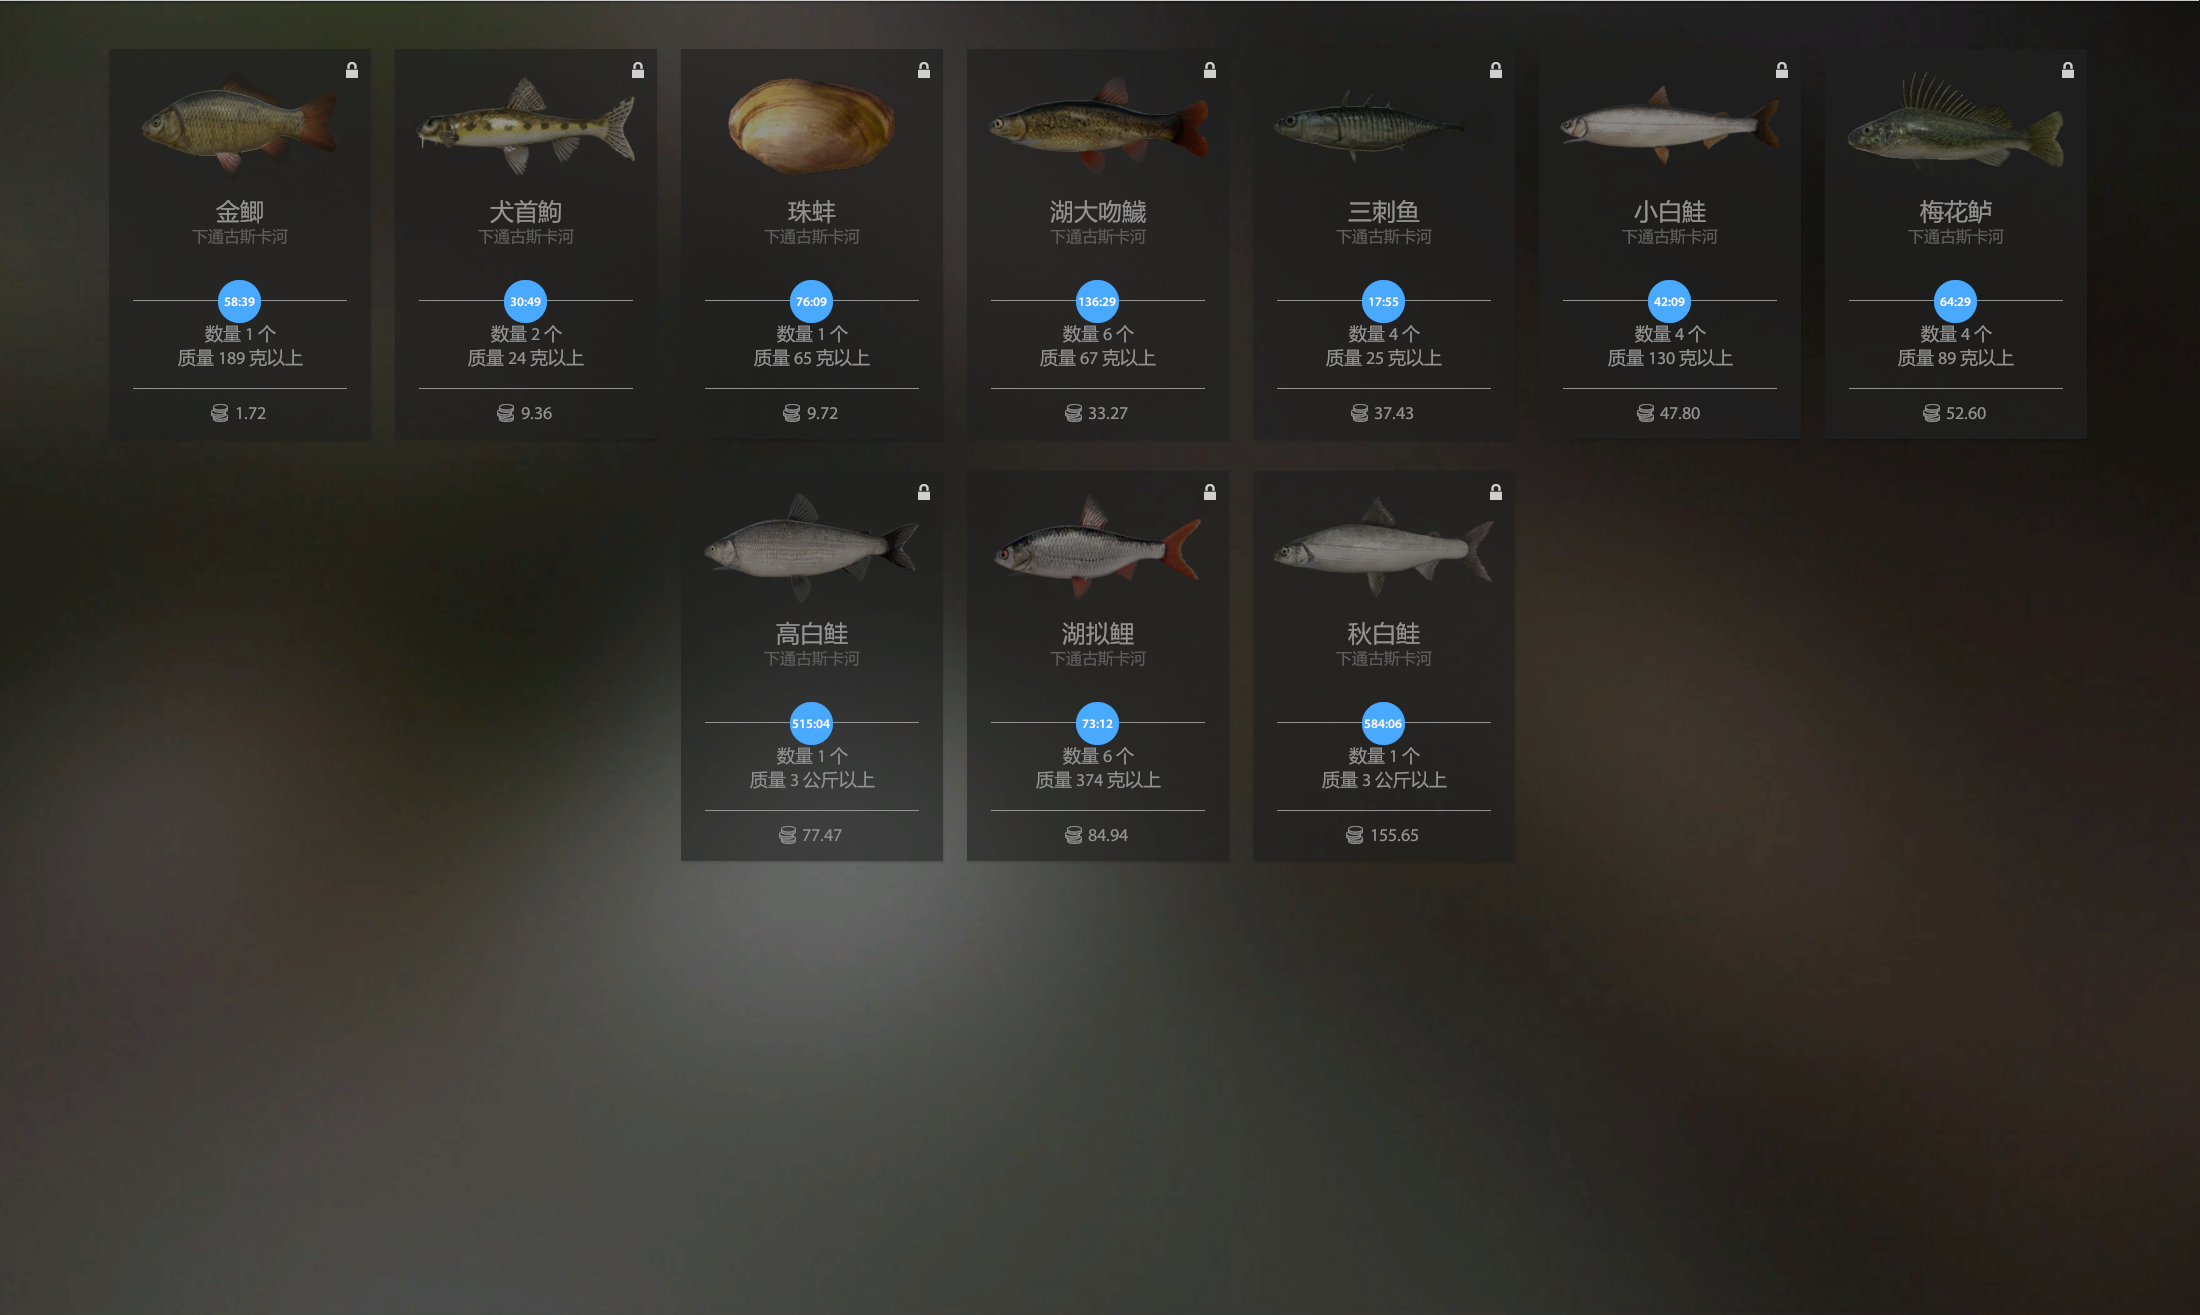 金鲫
下通古斯卡河
58:39
数量 1 个
质量 189 克以上
1.72
犬首鮈
下通古斯卡河
30:49
数量 2 个
质量 24 克以上
9.36
珠蚌
下通古斯卡河
76:09
数量 1 个
质量 65 克以上
9.72
湖大吻鱥
下通古斯卡河
136:29
数量 6 个
质量 67 克以上
33.27
三刺鱼
下通古斯卡河
17:55
数量 4 个
质量 25 克以上
37.43
小白鲑
下通古斯卡河
42:09
数量 4 个
质量 130 克以上
47.80
梅花鲈
下通古斯卡河
64:29
数量 4 个
质量 89 克以上
52.60
高白鲑
下通古斯卡河
515:04
数量 1 个
质量 3 公斤以上
77.47
湖拟鲤
下通古斯卡河
73:12
数量 6 个
质量 374 克以上
84.94
秋白鲑
下通古斯卡河
584:06
数量 1 个
质量 3 公斤以上
155.65